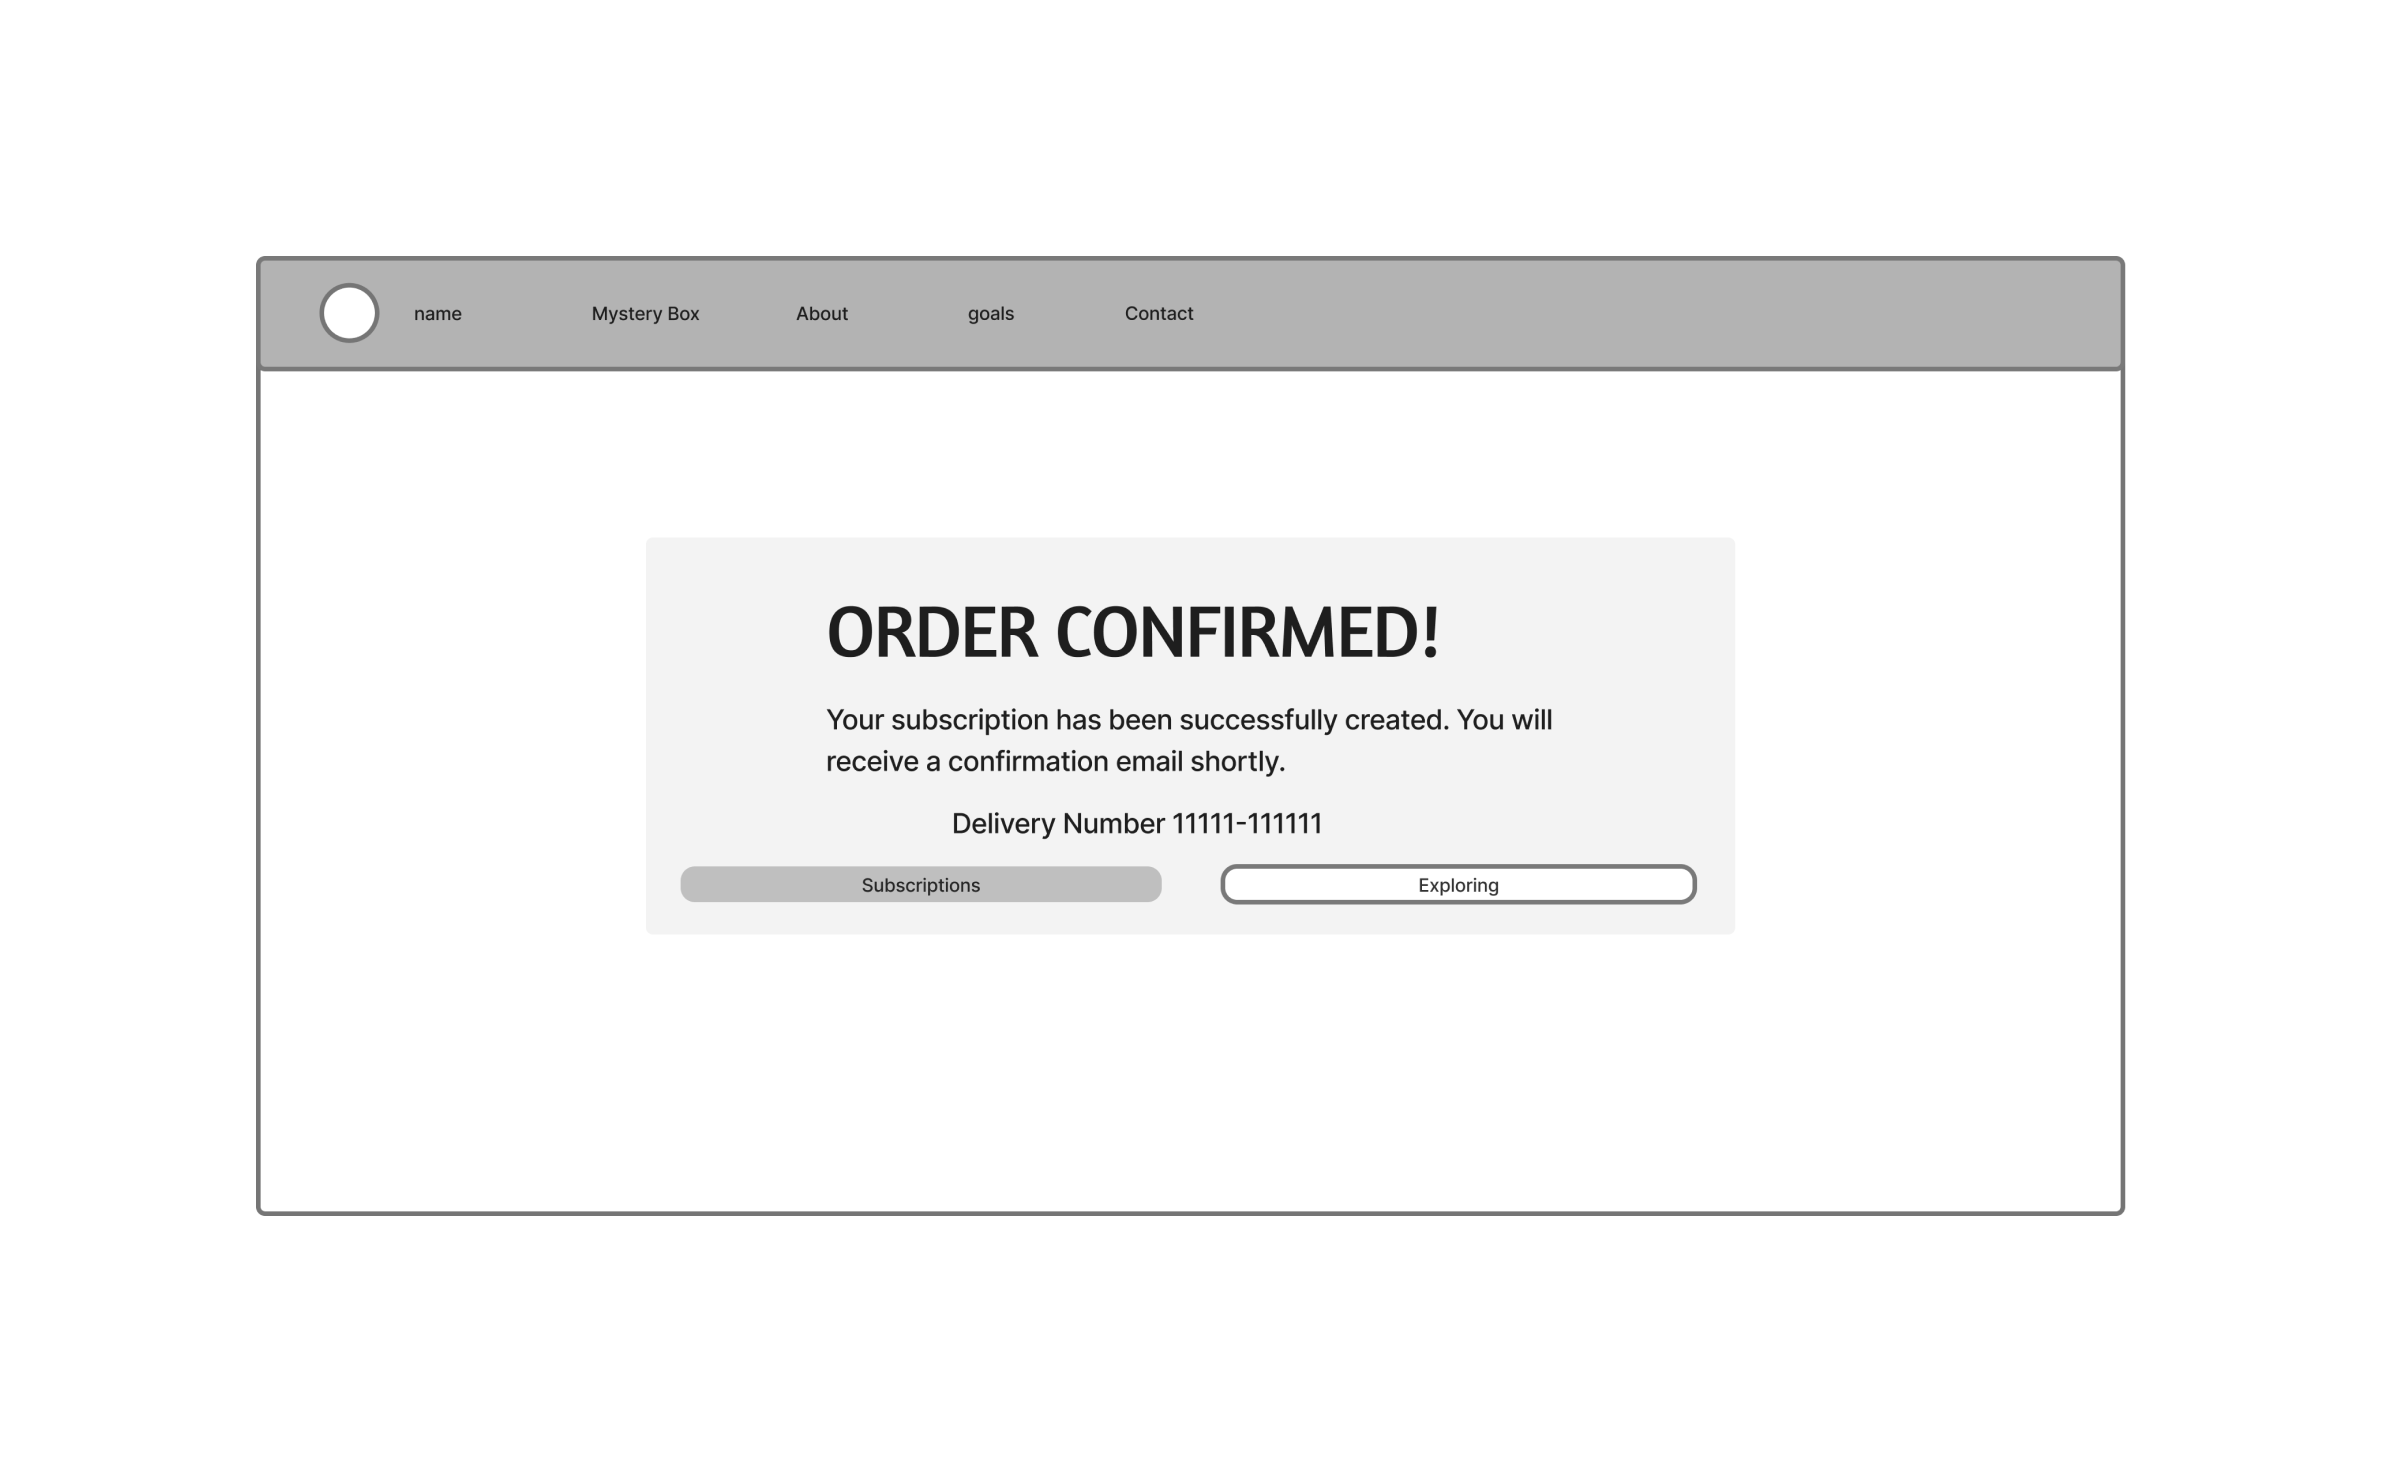 name Mystery Box About goals Contact
ORDER CONFIRMED!
Your subscription has been successfully created. You will
receive a confirmation email shortly.
Delivery Number 11111-111111
Subscriptions Exploring